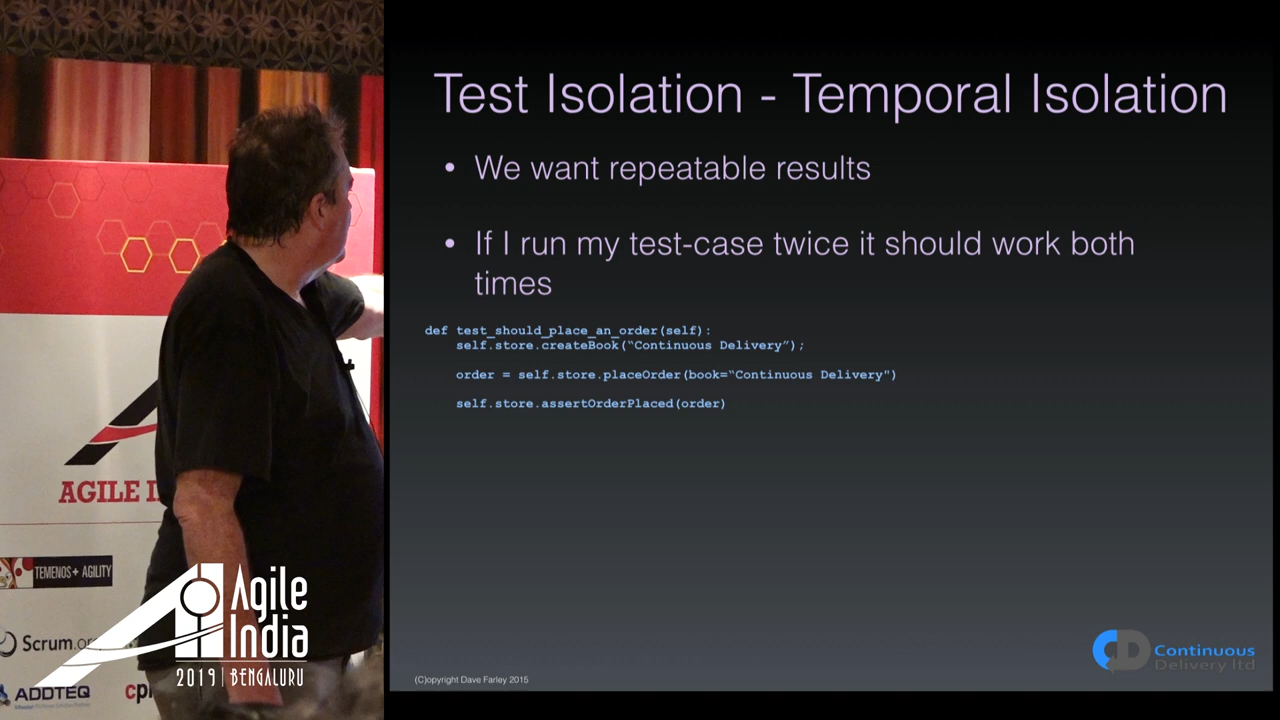 Test Isolation - Temporal Isolation
• We want repeatable results
• If I run my test-case twice it should work both
times
def test_should_place_an_order(self):
self.store.createBook(“Continuous Delivery”);
order = self.store.placeOrder(book=“Continuous Delivery")
self.store.assertOrderPlaced(order)
(C)opyright Dave Farley 2015
Continuous
Delivery ltd
AGILE I
TEMENOS + AGILITY
Scrum.or
ADDTEQ
cp
Agile
India
2019 | BENGALURU